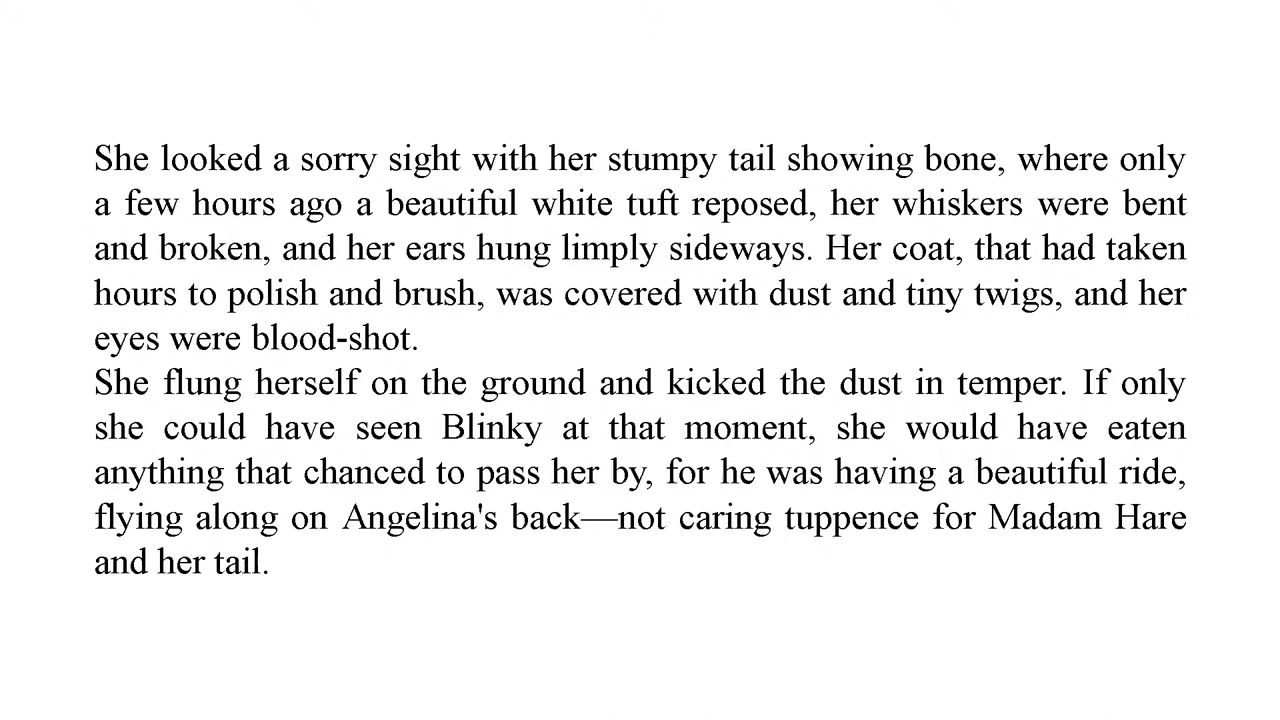 She looked a sorry sight with her stumpy tail showing bone, where only
a few hours ago a beautiful white tuft reposed, her whiskers were bent
and broken, and her ears hung limply sideways. Her coat, that had taken
hours to polish and brush, was covered with dust and tiny twigs, and her
eyes were blood-shot.
She flung herself on the ground and kicked the dust in temper. If only
she could have seen Blinky at that moment, she would have eaten
anything that chanced to pass her by, for he was having a beautiful ride,
flying along on Angelina's back—not caring tuppence for Madam Hare
and her tail.